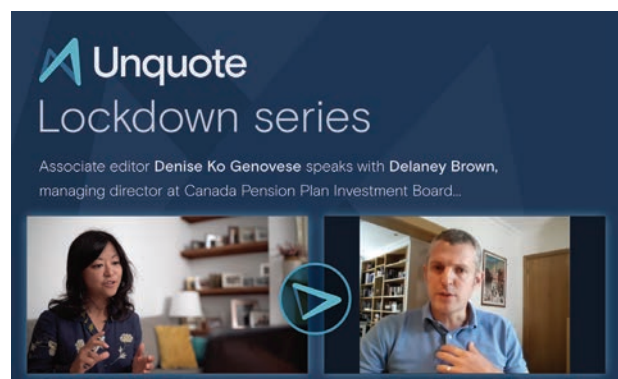 Unquote
Lockdown series
Associate editor Denise Ko Genovese speaks with Delaney Brown,
managing director at Canada Pension Plan Investment Board...